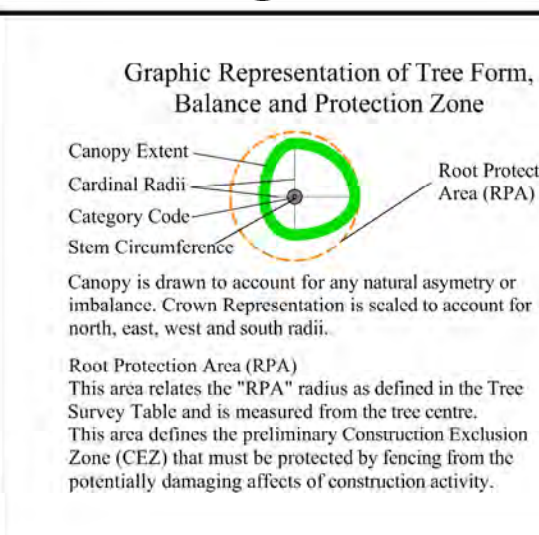 Graphic Representation of Tree Form,
Balance and Protection Zone
Canopy Extent
Cardinal Radii
Category Code
Stem Circumference
Root Protect
Area (RPA)
Canopy is drawn to account for any natural asymetry or
imbalance. Crown Representation is scaled to account for
north, east, west and south radii.
Root Protection Area (RPA)
This area relates the "RPA" radius as defined in the Tree
Survey Table and is measured from the tree centre.
This area defines the preliminary Construction Exclusion
Zone (CEZ) that must be protected by fencing from the
potentially damaging affects of construction activity.